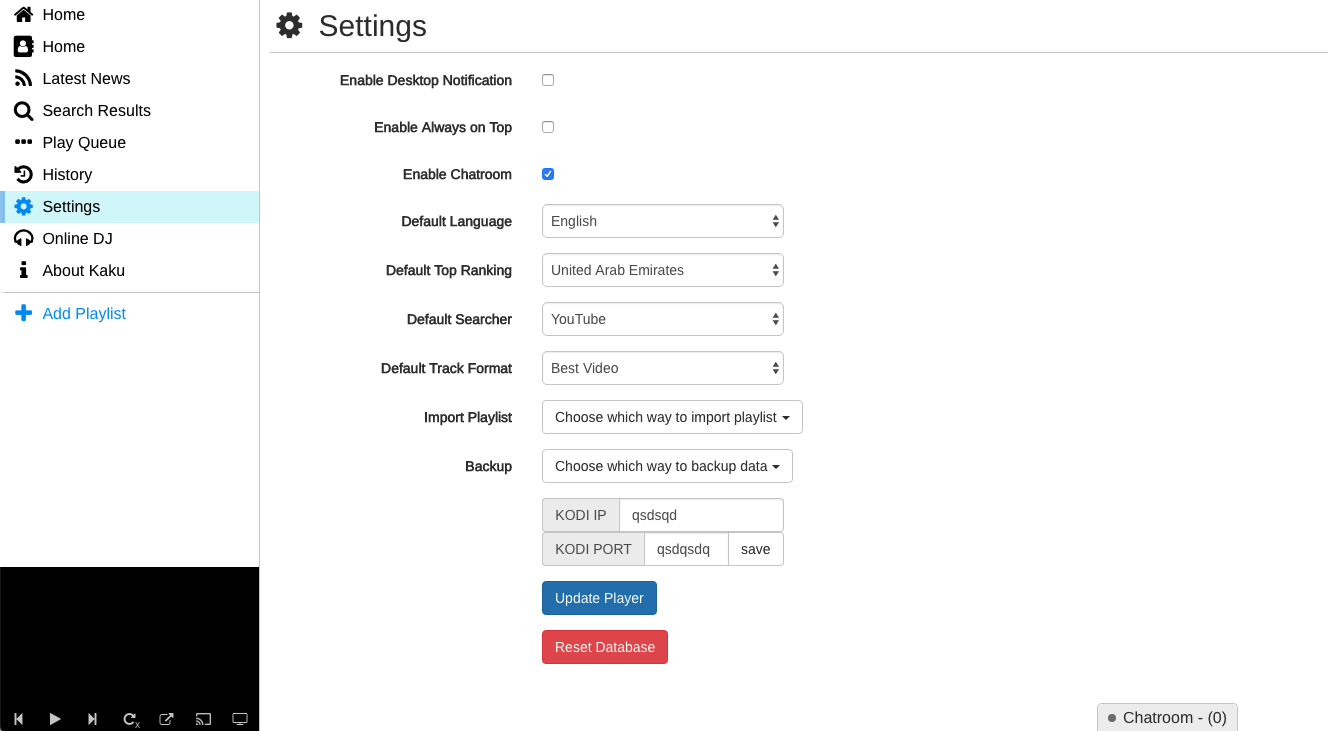 Home
Home
Latest News
Search Results
Play Queue
History
Settings
Online DJ
About Kaku
Add Playlist
x
Settings
Enable Desktop Notification
Enable Always on Top
Enable Chatroom
Default Language English
Default Top Ranking United Arab Emirates
Default Searcher YouTube
Default Track Format Best Video
Import Playlist Choose which way to import playlist
Backup Choose which way to backup data
KODI IP qsdsqd
KODI PORT qsdqsdq save
Update Player
Reset Database
Chatroom - (0)